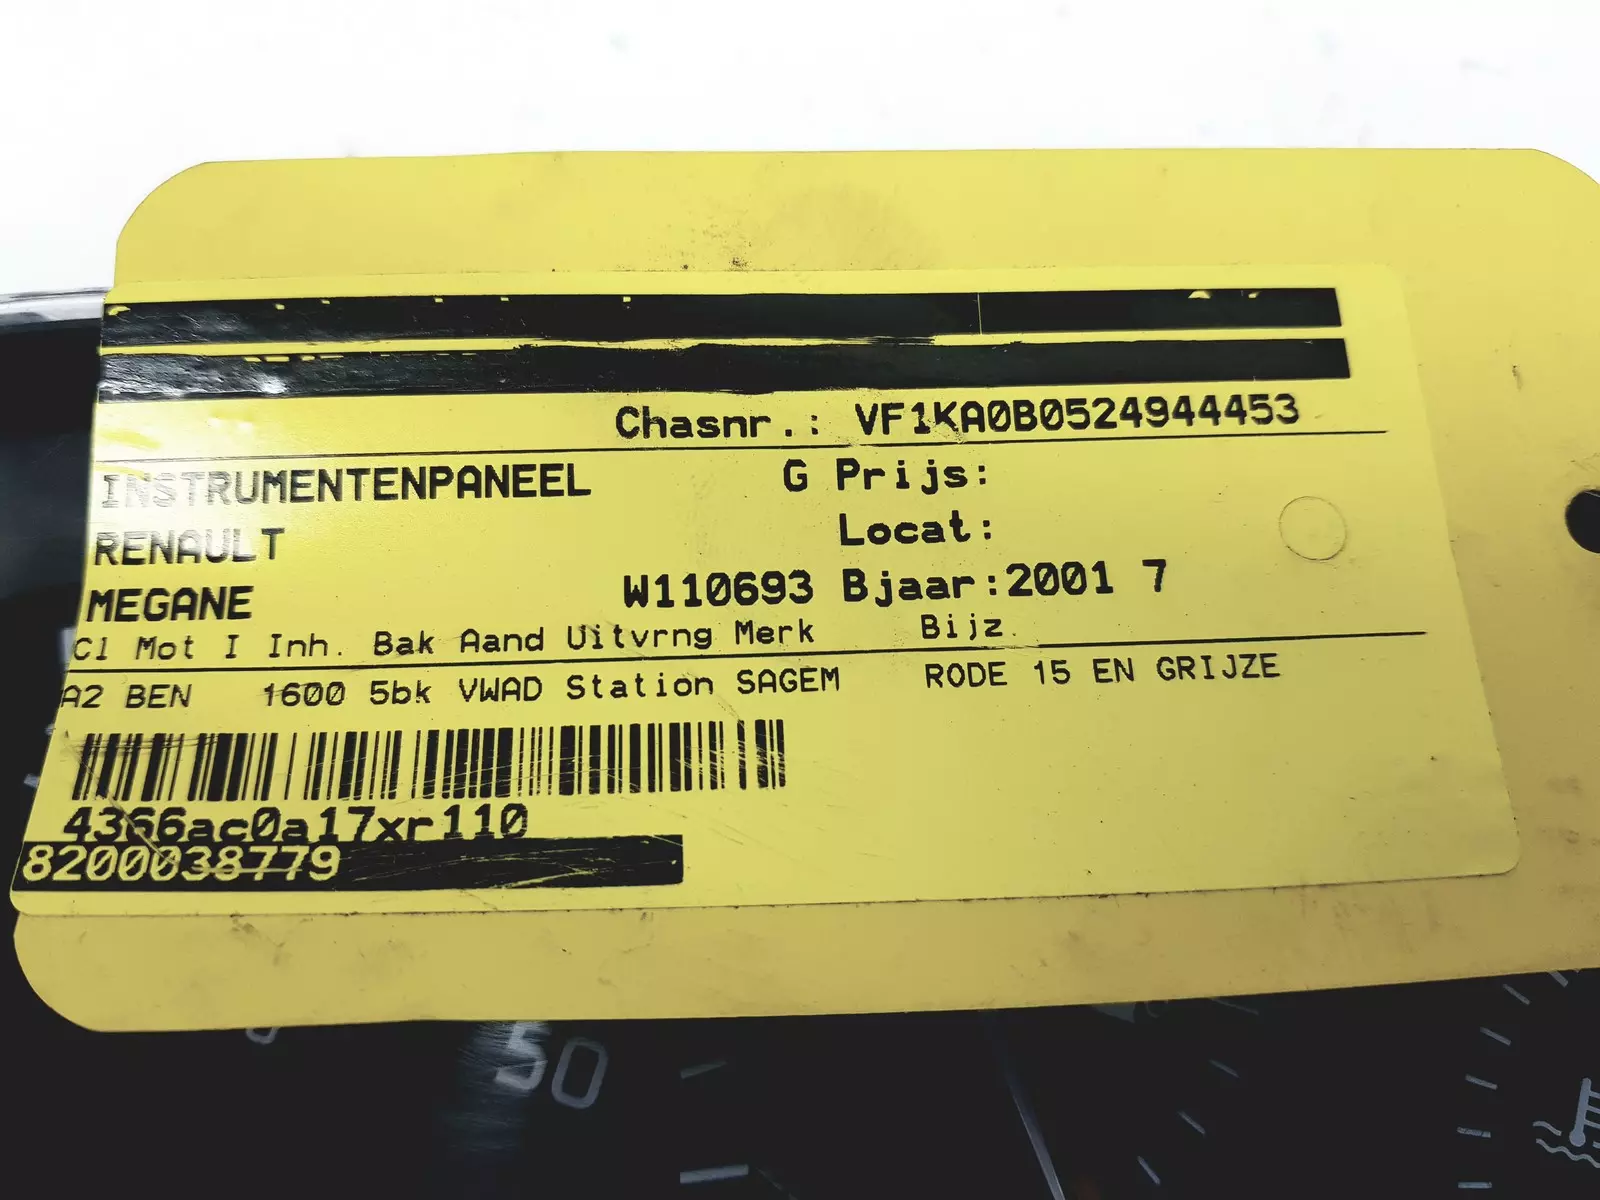 Chasnr.: VF1KA0B0524944453
INSTRUMENTENPANEEL G Prijs:
RENAULT Locat:
MEGANE W110693 Bjaar:2001 7
Cl Mot I Inh. Bak Aand Uitvrng Merk Bijz.
A2 BEN 1600 5bk VWAD Station SAGEM RODE 15 EN GRIJZE
4366ac0a17xr110
8200038779
50